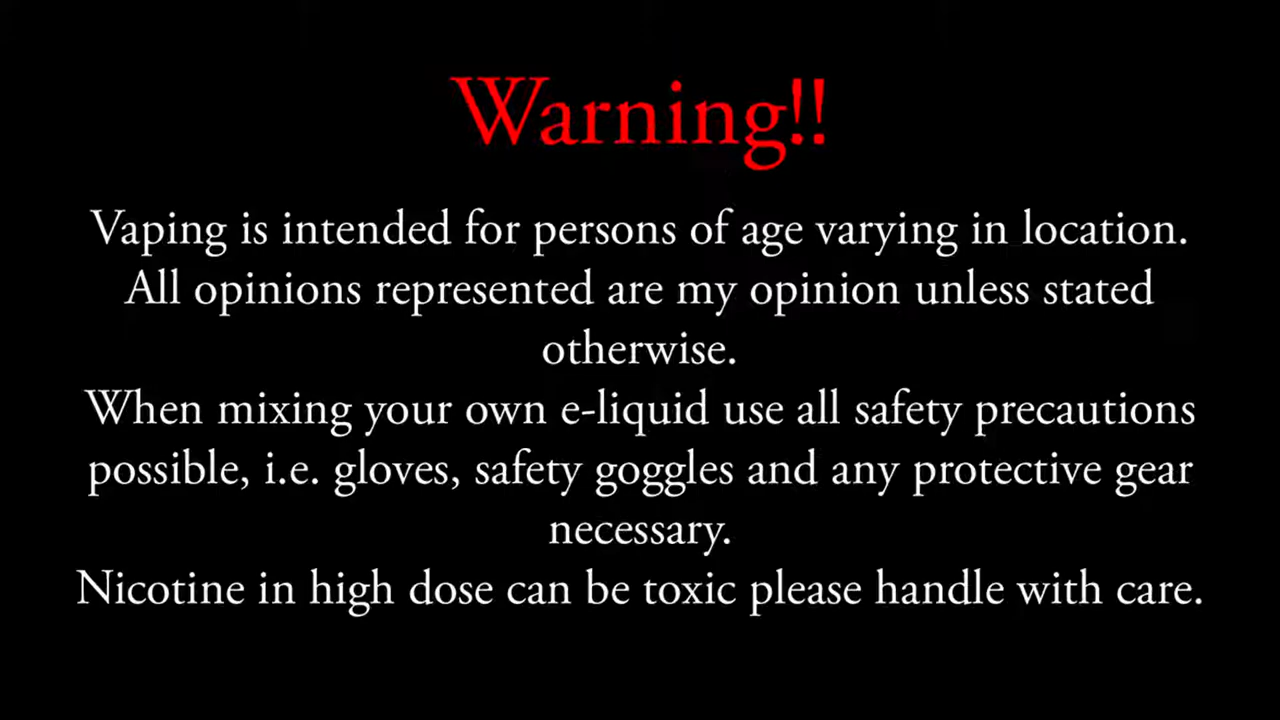 Warning!!
Vaping is intended for persons of age varying in location.
All opinions represented are my opinion unless stated
otherwise.
When mixing your own e-liquid use all safety precautions
possible, i.e. gloves, safety goggles and any protective gear
necessary.
Nicotine in high dose can be toxic please handle with care.